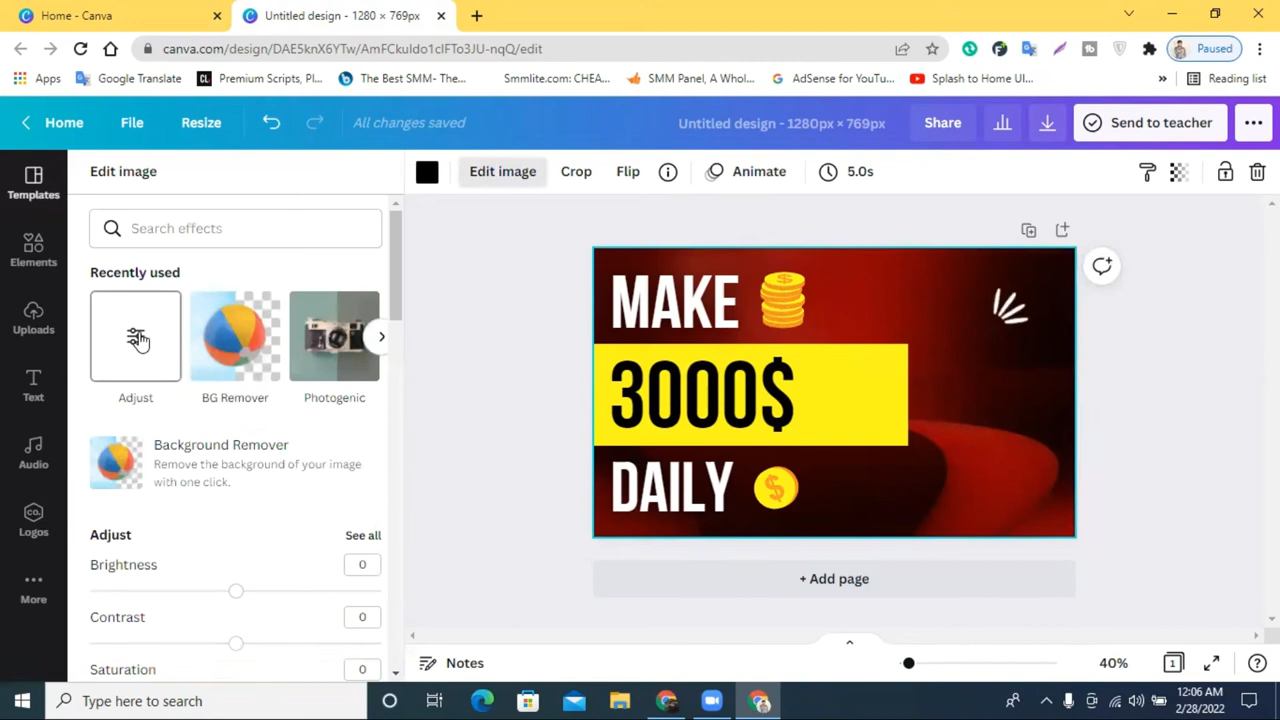 Home - Canva
Untitled design - 1280 × 769px
canva.com/design/DAE5knX6YTw/AmFCkuIdo1cIFTo3JU-nqQ/edit
Paused
Apps
Google Translate
Premium Scripts, Pl...
The Best SMM- The...
Smmlite.com: CHEA...
SMM Panel, A Whol...
AdSense for YouTu...
Splash to Home UI...
Reading list
Home
File
Resize
All changes saved
Untitled design - 1280px × 769px
Share
Send to teacher
Templates
Elements
Uploads
Text
Audio
Logos
More
Edit image
Search effects
Recently used
Adjust
BG Remover
Photogenic
Background Remover
Remove the background of your image
with one click.
Adjust
See all
Brightness
0
Contrast
0
Saturation
0
Edit image
Crop
Flip
Animate
5.0s
MAKE
3000$
DAILY
+ Add page
Notes
40%
1
Type here to search
12:06 AM
2/28/2022